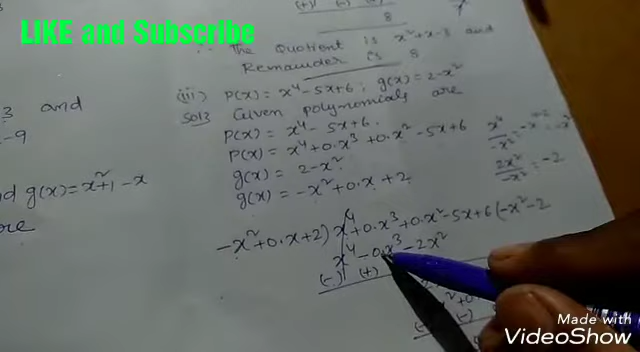 LIKE and Subscribe
(+) (-) (-)
8
∴ The Quotient is x²+x-3 and
Remainder is 8
(iii) P(x) = x⁴-5x+6 ; g(x) = 2-x²
3 and
-9
Sol: Given polynomials are
P(x) = x⁴-5x+6.
P(x) = x⁴+0.x³+0.x²-5x+6
g(x) = 2-x²
g(x) = -x²+0.x+2
g(x) = x²+1-x
x⁴/-x² = -x²
2x²/-x² = -2
-x²+0.x+2) x⁴+0.x³+0.x²-5x+6 (-x²-2
x⁴-0.x³-2x²
(-) (+)
Made with
VideoShow